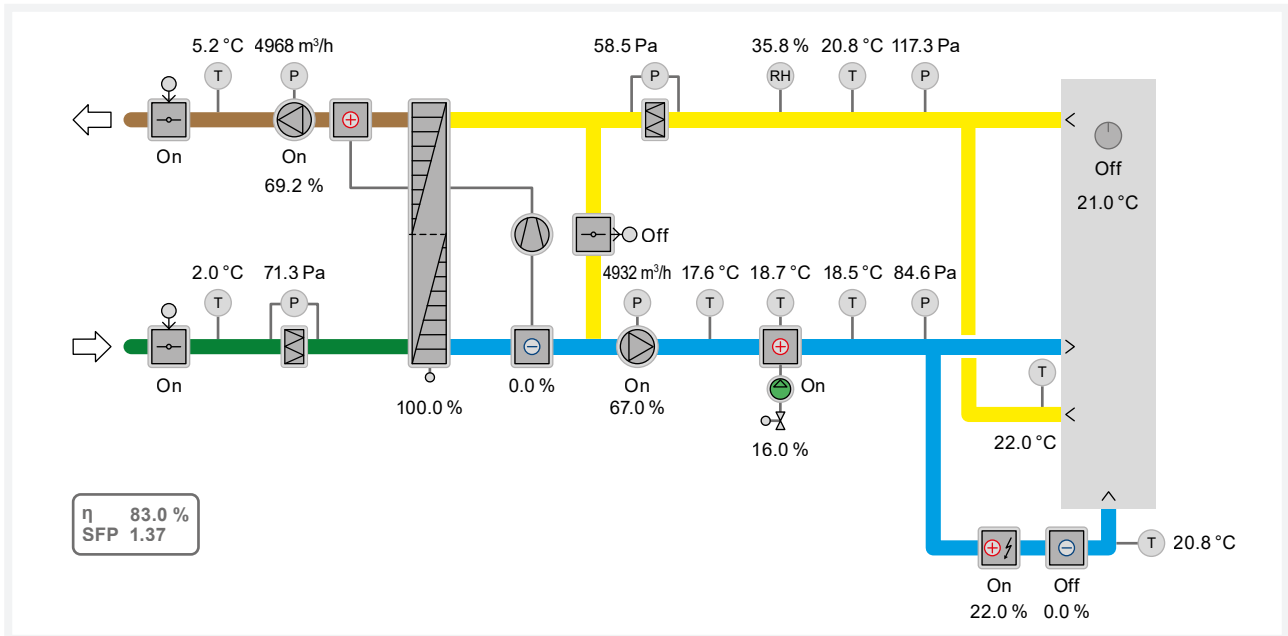 5.2 °C 4968 m³/h 58.5 Pa 35.8 % 20.8 °C 117.3 Pa
T P P RH T P
On On Off
69.2 % 21.0 °C
Off
2.0 °C 71.3 Pa 4932 m³/h 17.6 °C 18.7 °C 18.5 °C 84.6 Pa
T P P T T T P
On 0.0 % On On T
100.0 % 67.0 %
16.0 % 22.0 °C
η 83.0 %
SFP 1.37
T 20.8 °C
On Off
22.0 % 0.0 %